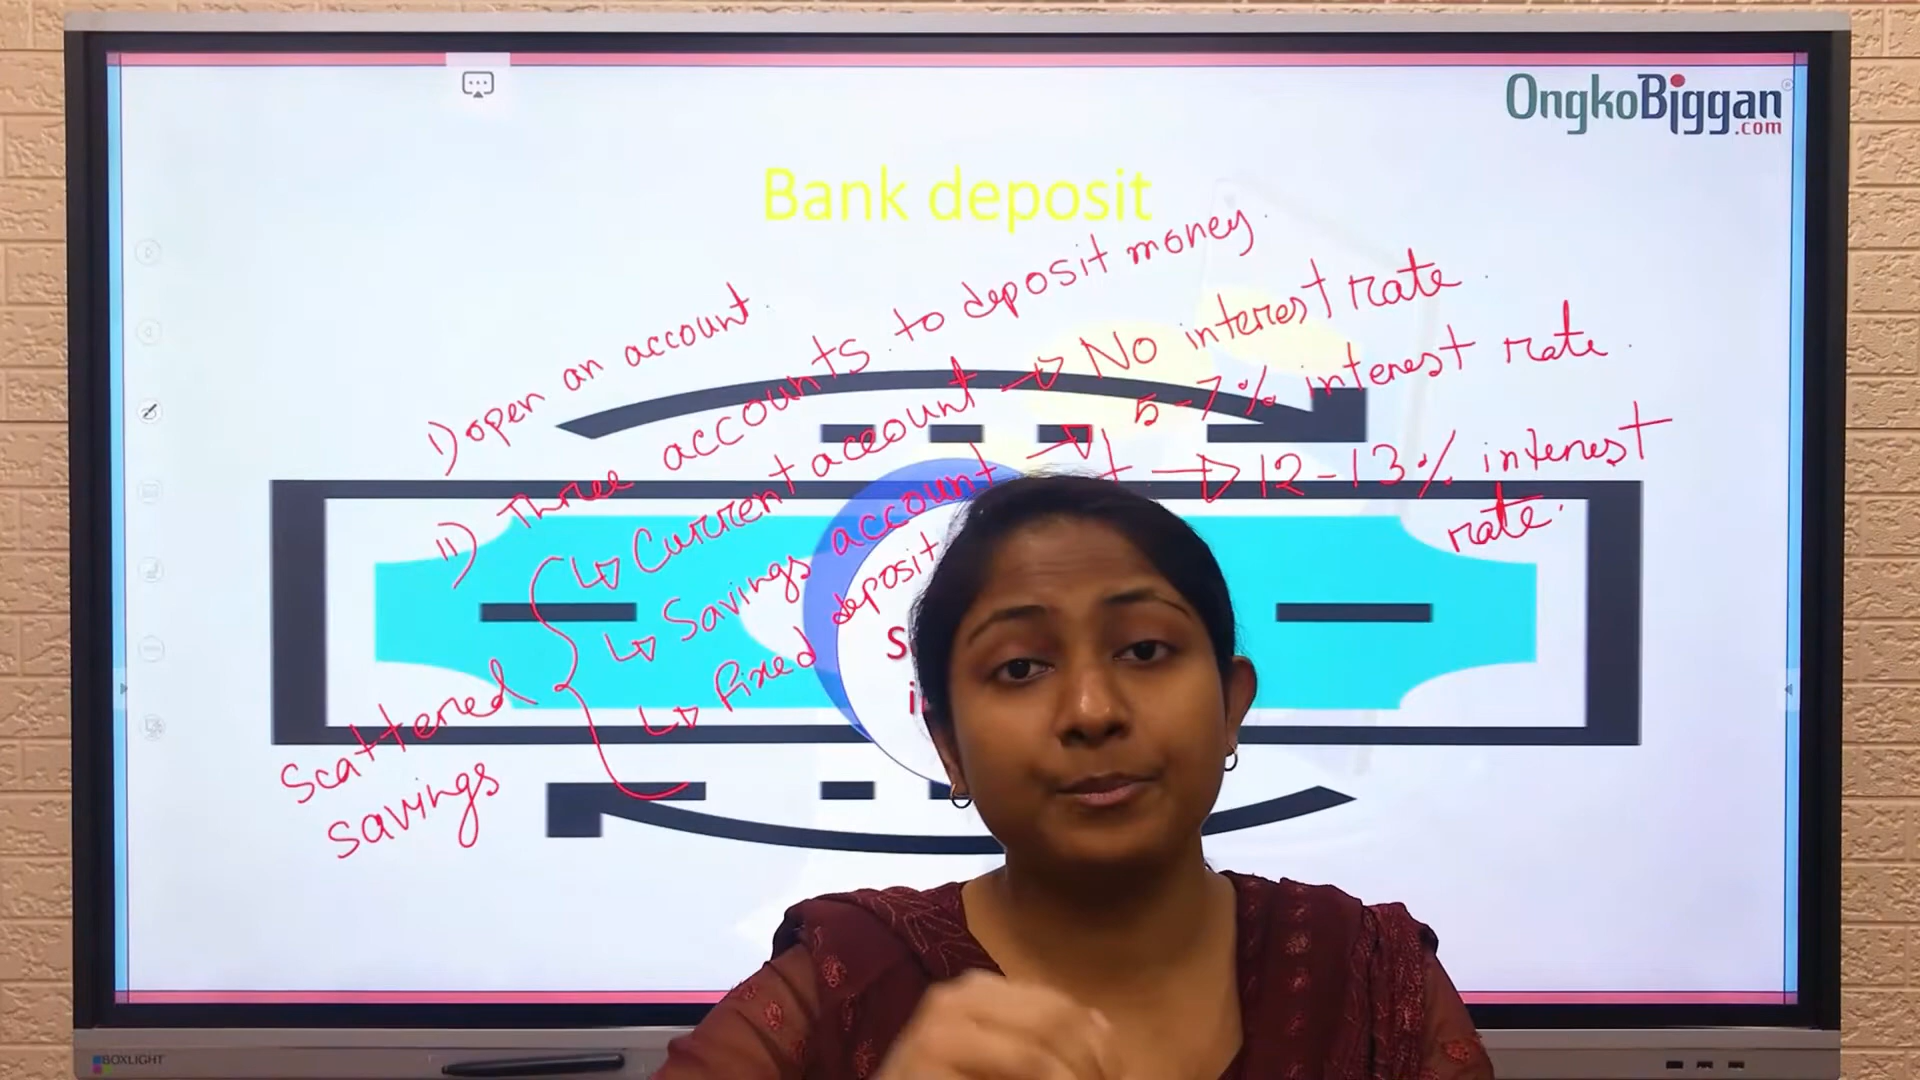 OngkoBiggan
.com
Bank deposit
i) open an account.
ii) Three accounts to deposit money.
↳ Current account → No interest rate.
↳ Savings account → 5-7% interest rate.
↳ Fixed deposit → 12-13% interest
rate.
Scattered
savings
BOXLIGHT